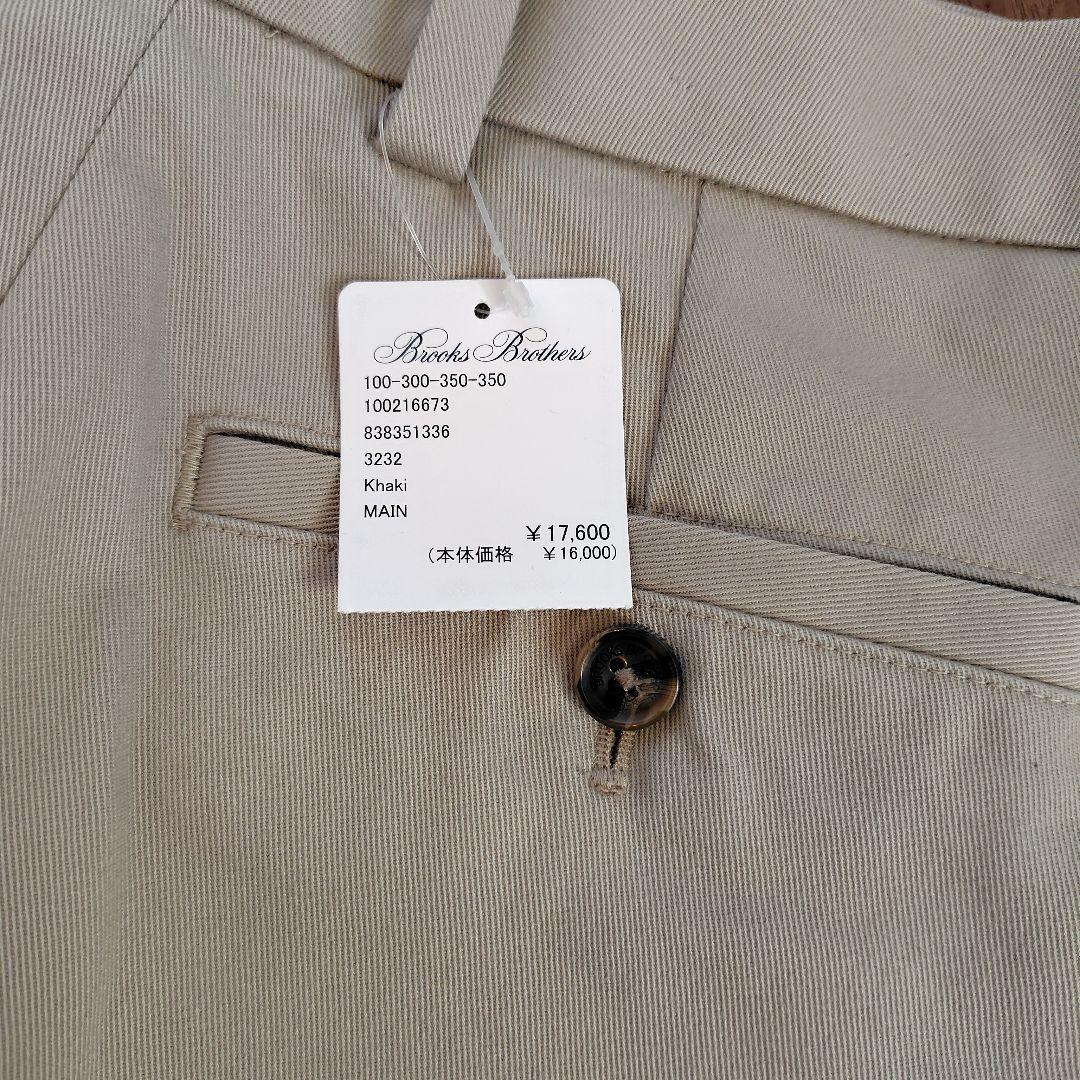 Brooks Brothers
100-300-350-350
100216673
838351336
3232
Khaki
MAIN
¥17,600
(本体価格 ¥16,000)
BROOKS